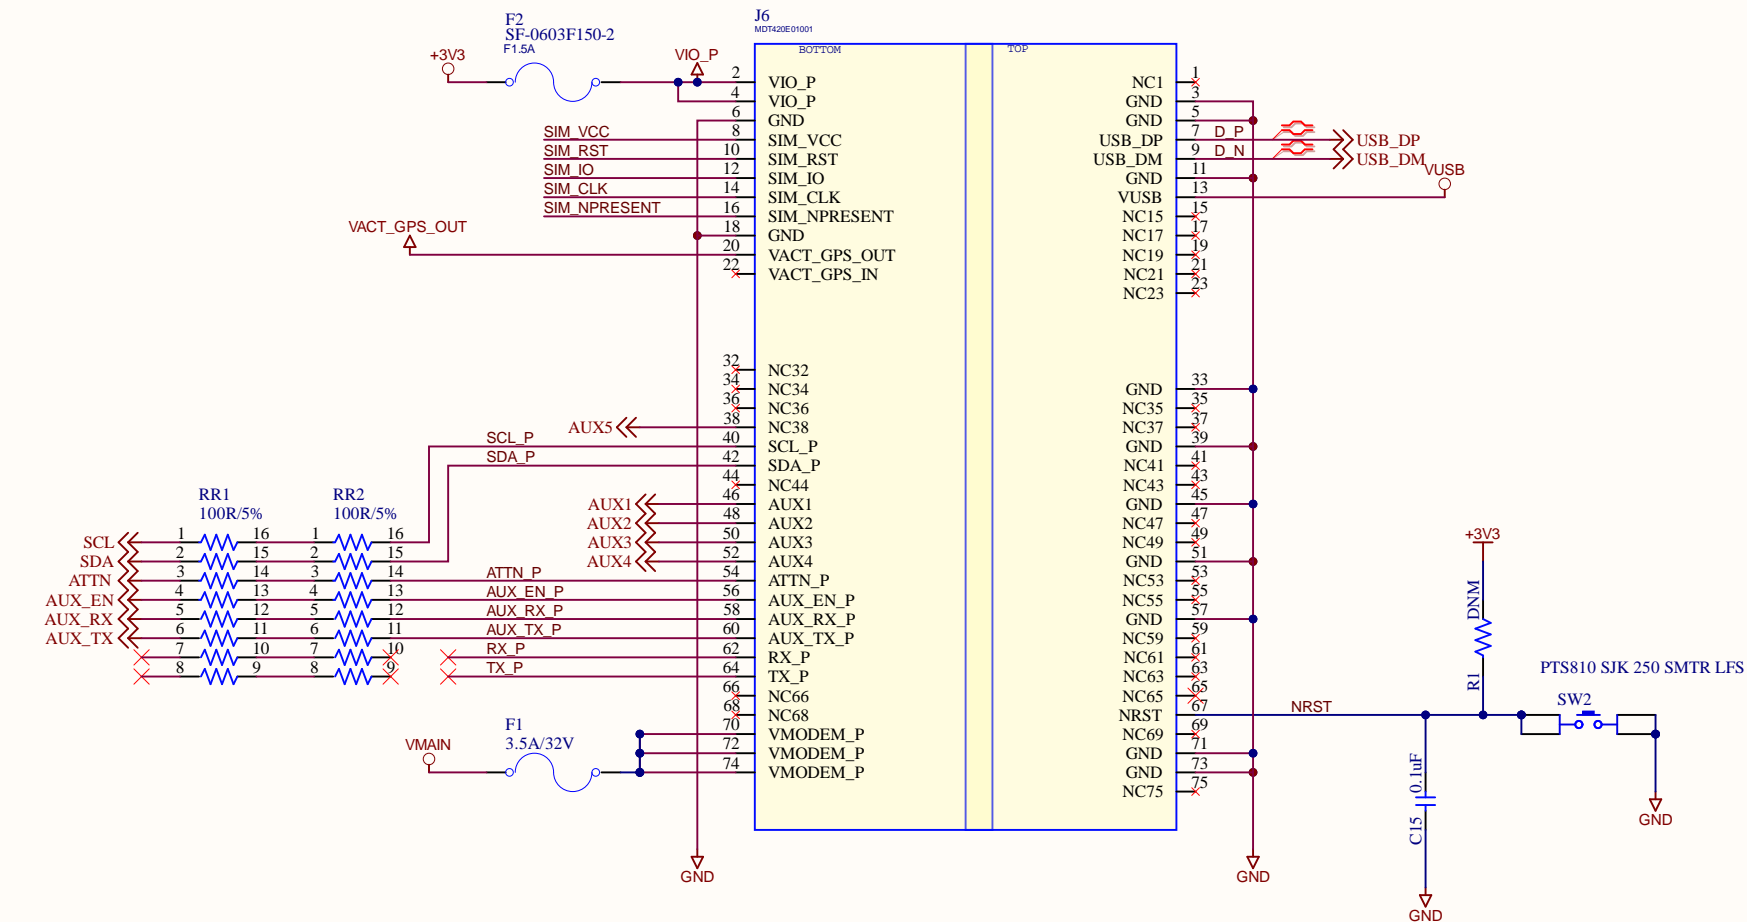 J6
MDT420E01001
BOTTOM
TOP
F2
SF-0603F150-2
F1.5A
+3V3
VIO_P
2 VIO_P
4 VIO_P
6 GND
SIM_VCC 8 SIM_VCC
SIM_RST 10 SIM_RST
SIM_IO 12 SIM_IO
SIM_CLK 14 SIM_CLK
SIM_NPRESENT 16 SIM_NPRESENT
18 GND
VACT_GPS_OUT 20 VACT_GPS_OUT
22 VACT_GPS_IN
32 NC32
34 NC34
36 NC36
AUX5 38 NC38
SCL_P 40 SCL_P
SDA_P 42 SDA_P
44 NC44
AUX1 46 AUX1
AUX2 48 AUX2
AUX3 50 AUX3
AUX4 52 AUX4
ATTN_P 54 ATTN_P
AUX_EN_P 56 AUX_EN_P
AUX_RX_P 58 AUX_RX_P
AUX_TX_P 60 AUX_TX_P
RX_P 62 RX_P
TX_P 64 TX_P
66 NC66
68 NC68
70 VMODEM_P
72 VMODEM_P
74 VMODEM_P
RR1
100R/5%
RR2
100R/5%
SCL 1 16 1 16
SDA 2 15 2 15
ATTN 3 14 3 14
AUX_EN 4 13 4 13
AUX_RX 5 12 5 12
AUX_TX 6 11 6 11
7 10 7 10
8 9 8 9
F1
3.5A/32V
VMAIN
GND
NC1 1
GND 3
GND 5
USB_DP 7 D_P USB_DP
USB_DM 9 D_N USB_DM
GND 11
VUSB 13 VUSB
NC15 15
NC17 17
NC19 19
NC21 21
NC23 23
GND 33
NC35 35
NC37 37
GND 39
NC41 41
NC43 43
GND 45
NC47 47
NC49 49
GND 51
NC53 53
NC55 55
GND 57
NC59 59
NC61 61
NC63 63
NC65 65
NRST 67 NRST
NC69 69
GND 71
GND 73
NC75 75
GND
+3V3
DNM
R1
PTS810 SJK 250 SMTR LFS
SW2
0.1uF
C15
GND
GND